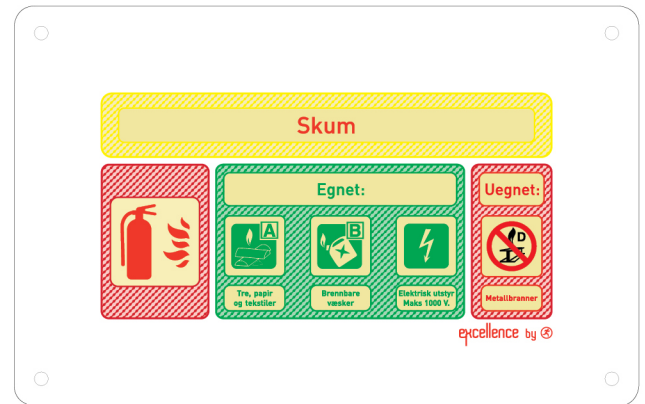 Skum
Egnet:
Uegnet:
A
B
D
Tre, papir
og tekstiler
Brennbare
væsker
Elektrisk utstyr
Maks 1000 V.
Metallbranner
excellence by